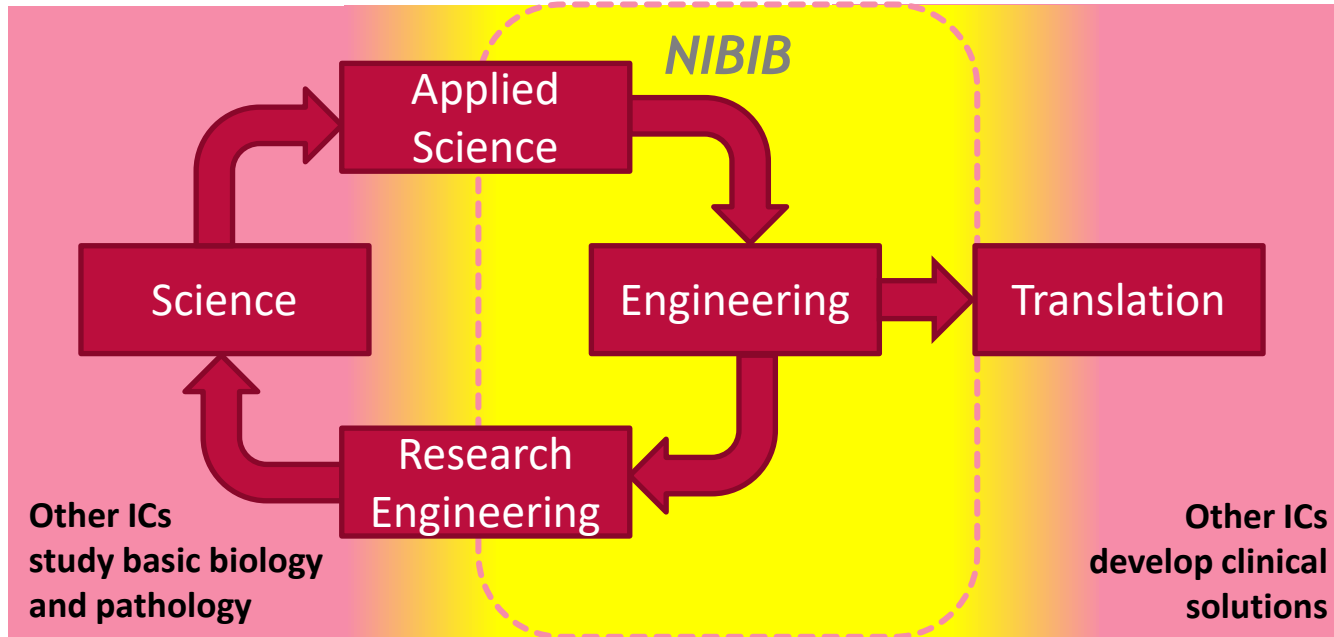 NIBIB
Applied
Science
Science
Engineering
Translation
Research
Engineering
Other ICs
study basic biology
and pathology
Other ICs
develop clinical
solutions